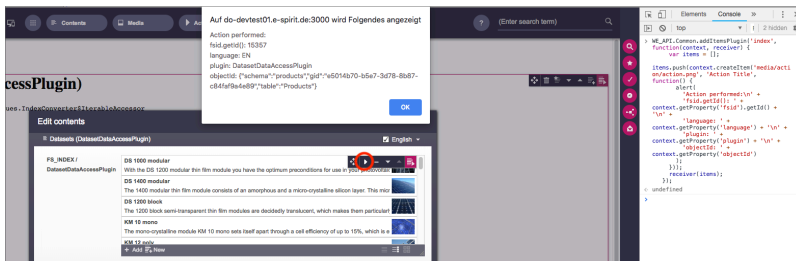 Contents
Media
Ac
(Enter search term)
?
Auf do-devtest01.e-spirit.de:3000 wird Folgendes angezeigt
Action performed:
fsid.getId(): 15357
language: EN
plugin: DatasetDataAccessPlugin
objectId: {"schema":"products","gid":"e5014b70-b5e7-3d78-8b87-
c84faf9a4e89","table":"Products"}
OK
cessPlugin)
ues.IndexConverter$IterableAccessor
Edit contents
Datasets (DatasetDataAccessPlugin)
English
FS_INDEX /
DatasetDataAccessPlugin
DS 1000 modular
With the DS 1200 modular thin film module you have the optimum preconditions for use in your photovoltaic
DS 1400 modular
The 1400 modular thin film module consists of an amorphous and a micro-crystalline silicon layer. This micr
DS 1200 block
The 1200 block semi-transparent thin film modules are decidedly translucent, which makes them particularl
KM 10 mono
The mono-crystalline module KM 10 mono sets itself apart through a cell efficiency of up to 15%, which is e
KM 12 poly
+ Add
New
Elements
Console
»
top
2 hidden
> WE_API.Common.addItemsPlugin('index',
function(context, receiver) {
var items = [];
items.push(context.createItem('media/acti
on/action.png', 'Action Title',
function() {
alert(
'Action performed:\n' +
'fsid.getId(): ' +
context.getProperty('fsid').getId() +
'\n' +
'language: ' +
context.getProperty('language') + '\n' +
'plugin: ' +
context.getProperty('plugin') + '\n' +
'objectId: ' +
context.getProperty('objectId')
);
}));
receiver(items);
});
undefined
>